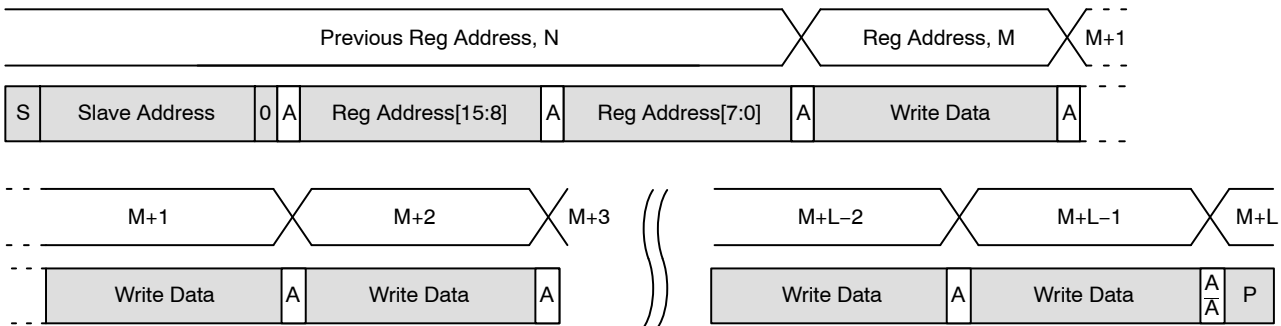 Previous Reg Address, N Reg Address, M M+1
S Slave Address 0 A Reg Address[15:8] A Reg Address[7:0] A Write Data A
M+1 M+2 M+3 M+L−2 M+L−1 M+L
Write Data A Write Data A Write Data A Write Data A/A̅ P